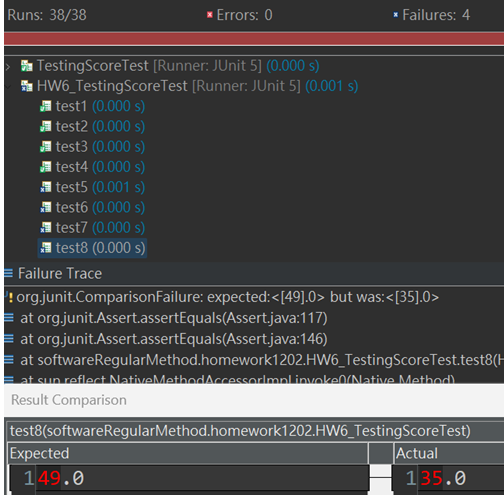 Runs: 38/38 Errors: 0 Failures: 4
TestingScoreTest [Runner: JUnit 5] (0.000 s)
HW6_TestingScoreTest [Runner: JUnit 5] (0.001 s)
test1 (0.000 s)
test2 (0.000 s)
test3 (0.000 s)
test4 (0.000 s)
test5 (0.001 s)
test6 (0.000 s)
test7 (0.000 s)
test8 (0.000 s)
Failure Trace
org.junit.ComparisonFailure: expected:<[49].0> but was:<[35].0>
at org.junit.Assert.assertEquals(Assert.java:117)
at org.junit.Assert.assertEquals(Assert.java:146)
at softwareRegularMethod.homework1202.HW6_TestingScoreTest.test8(H
at sun.reflect.NativeMethodAccessorImpl.invoke0(Native Method)
Result Comparison
test8(softwareRegularMethod.homework1202.HW6_TestingScoreTest)
Expected Actual
1 49.0 1 35.0